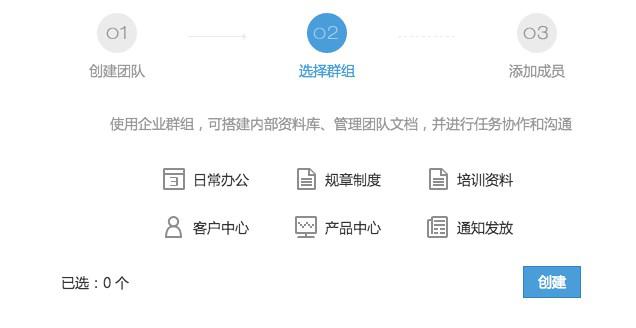 01 02 03
创建团队 选择群组 添加成员
使用企业群组，可搭建内部资料库、管理团队文档，并进行任务协作和沟通
3 日常办公 规章制度 培训资料
客户中心 产品中心 通知发放
已选：0 个 创建